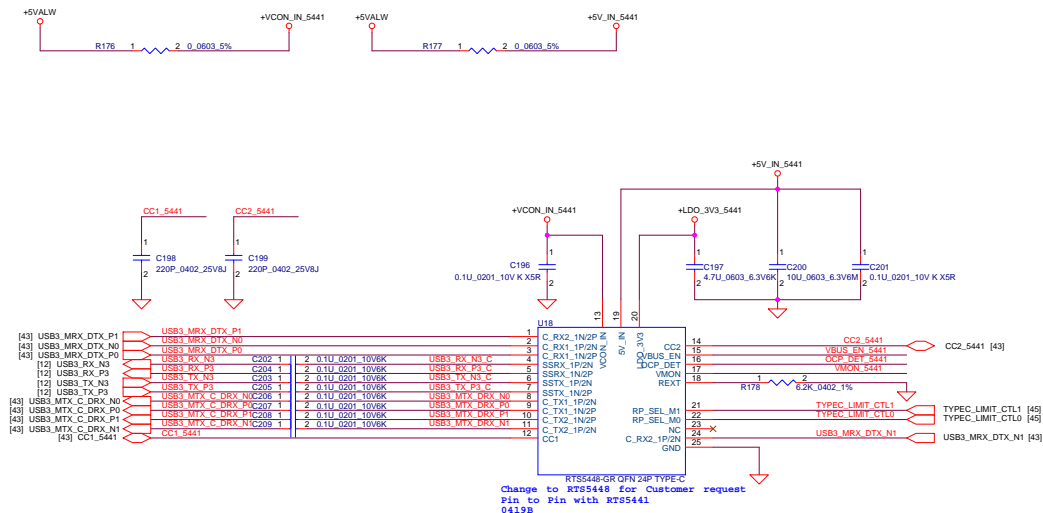 +5VALW
+VCON_IN_5441
+5VALW
+5V_IN_5441
R176 1 2 0_0603_5%
R177 1 2 0_0603_5%
+5V_IN_5441
CC1_5441
CC2_5441
+VCON_IN_5441
+LDO_3V3_5441
1
C198
220P_0402_25V8J
2
1
C199
220P_0402_25V8J
2
1
C196
0.1U_0201_10V K X5R
2
1
C197
4.7U_0603_6.3V6K
2
1
C200
10U_0603_6.3V6M
2
1
C201
0.1U_0201_10V K X5R
2
13
19
20
U18
VCON_IN
5V_IN
LDO_3V3
[43] USB3_MRX_DTX_P1 USB3_MRX_DTX_P1 1 C_RX2_1N/2P
[43] USB3_MRX_DTX_N0 USB3_MRX_DTX_N0 2 C_RX1_1P/2N
[43] USB3_MRX_DTX_P0 USB3_MRX_DTX_P0 3 C_RX1_1N/2P
[12] USB3_RX_N3 USB3_RX_N3 C202 1 2 0.1U_0201_10V6K USB3_RX_N3_C 4 SSRX_1P/2N
[12] USB3_RX_P3 USB3_RX_P3 C204 1 2 0.1U_0201_10V6K USB3_RX_P3_C 5 SSRX_1N/2P
[12] USB3_TX_N3 USB3_TX_N3 C203 1 2 0.1U_0201_10V6K USB3_TX_N3_C 6 SSTX_1P/2N
[12] USB3_TX_P3 USB3_TX_P3 C205 1 2 0.1U_0201_10V6K USB3_TX_P3_C 7 SSTX_1N/2P
[43] USB3_MTX_C_DRX_N0 USB3_MTX_C_DRX_N0 C206 1 2 0.1U_0201_10V6K USB3_MTX_DRX_N0 8 C_TX1_1P/2N
[43] USB3_MTX_C_DRX_P0 USB3_MTX_C_DRX_P0 C207 1 2 0.1U_0201_10V6K USB3_MTX_DRX_P0 9 C_TX1_1N/2P
[43] USB3_MTX_C_DRX_P1 USB3_MTX_C_DRX_P1 C208 1 2 0.1U_0201_10V6K USB3_MTX_DRX_P1 10 C_TX2_1N/2P
[43] USB3_MTX_C_DRX_N1 USB3_MTX_C_DRX_N1 C209 1 2 0.1U_0201_10V6K USB3_MTX_DRX_N1 11 C_TX2_1P/2N
[43] CC1_5441 CC1_5441 12 CC1
CC2 14 CC2_5441 CC2_5441 [43]
VBUS_EN 15 VBUS_EN_5441
OCP_DET 16 OCP_DET_5441
VMON 17 VMON_5441
REXT 18 R178 1 2 6.2K_0402_1%
RP_SEL_M1 21 TYPEC_LIMIT_CTL1 TYPEC_LIMIT_CTL1 [45]
RP_SEL_M0 22 TYPEC_LIMIT_CTL0 TYPEC_LIMIT_CTL0 [45]
NC 23
C_RX2_1P/2N 24 USB3_MRX_DTX_N1 USB3_MRX_DTX_N1 [43]
GND 25
RTS5448-GR QFN 24P TYPE-C
Change to RTS5448 for Customer request
Pin to Pin with RTS5441
0419B